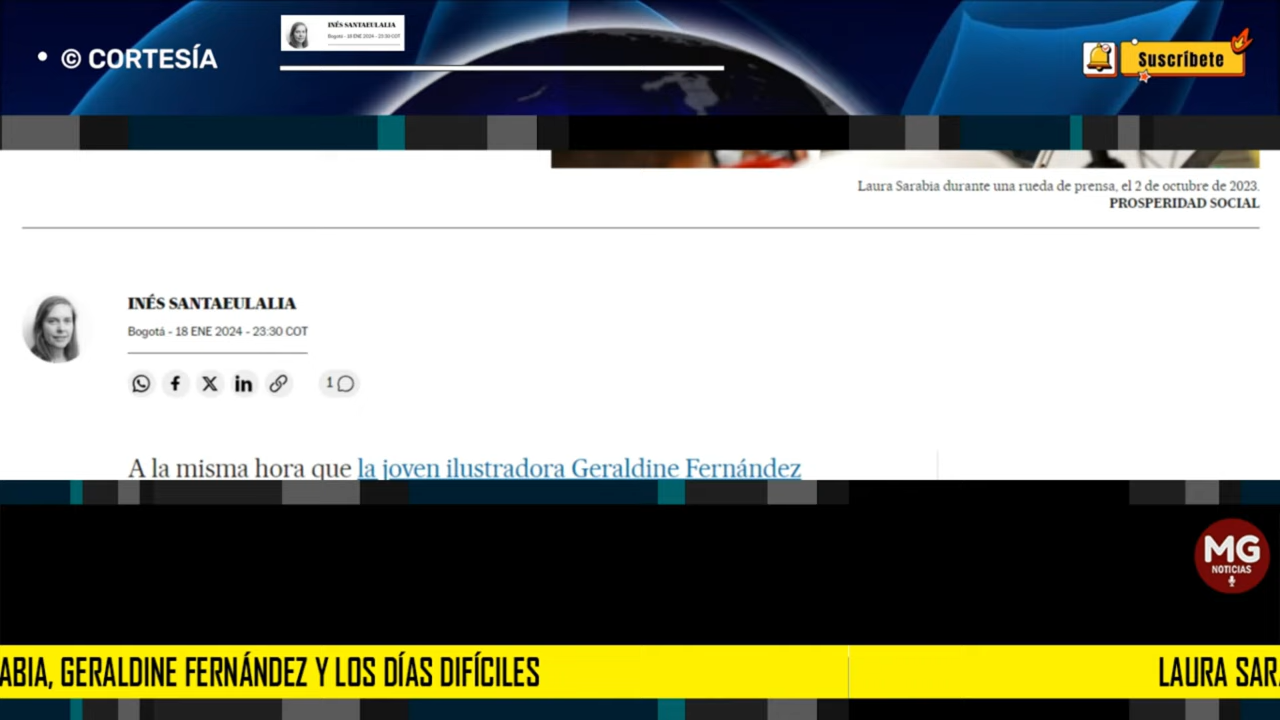 INÉS SANTAEULALIA
Bogotá - 18 ENE 2024 - 23:30 COT
• © CORTESÍA
Suscríbete
Laura Sarabia durante una rueda de prensa, el 2 de octubre de 2023.
PROSPERIDAD SOCIAL
INÉS SANTAEULALIA
Bogotá - 18 ENE 2024 - 23:30 COT
1
A la misma hora que la joven ilustradora Geraldine Fernández
MG
NOTICIAS
ABIA, GERALDINE FERNÁNDEZ Y LOS DÍAS DIFÍCILES
LAURA SARA